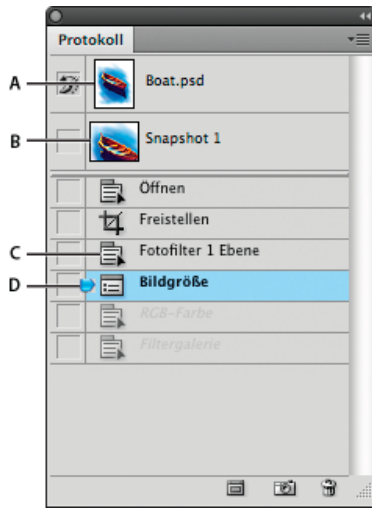 Protokoll
A
Boat.psd
B
Snapshot 1
Öffnen
Freistellen
C
Fotofilter 1 Ebene
D
Bildgröße
RGB-Farbe
Filtergalerie